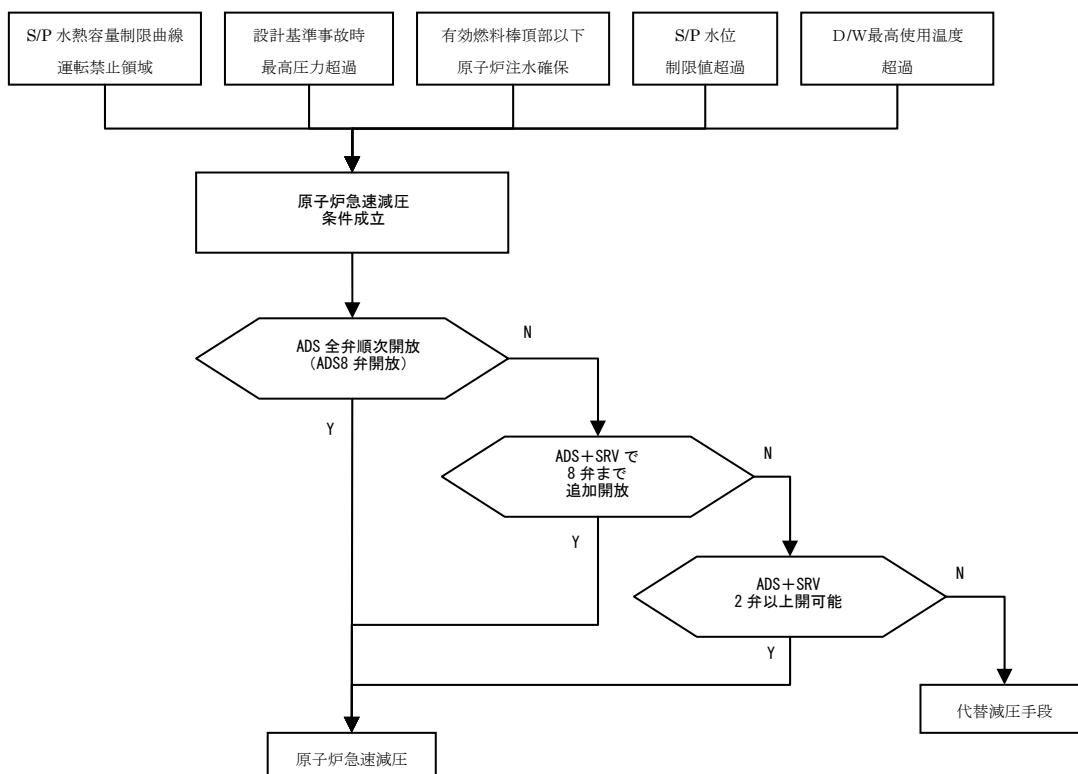 S/P 水熱容量制限曲線
運転禁止領域
設計基準事故時
最高圧力超過
有効燃料棒頂部以下
原子炉注水確保
S/P 水位
制限値超過
D/W最高使用温度
超過
原子炉急速減圧
条件成立
ADS 全弁順次開放
(ADS8 弁開放)
N
Y
ADS+SRV で
8 弁まで
追加開放
N
Y
ADS+SRV
2 弁以上開可能
N
Y
代替減圧手段
原子炉急速減圧